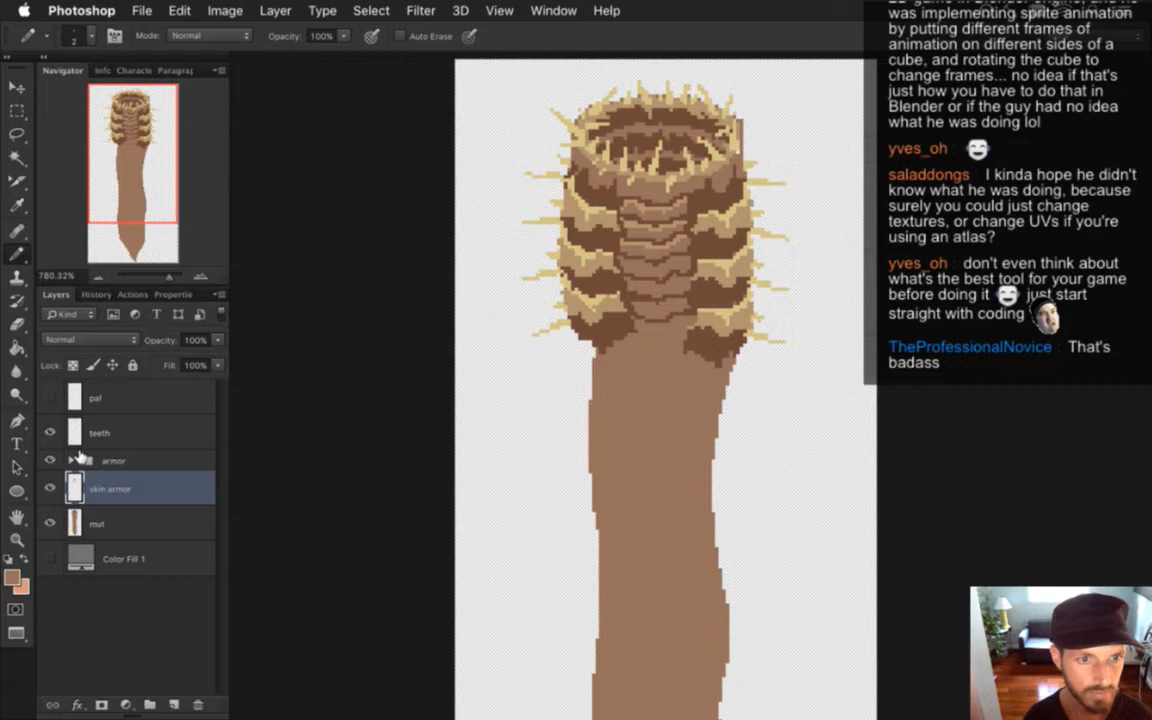 Photoshop File Edit Image Layer Type Select Filter 3D View Window Help
2 Mode: Normal Opacity: 100% Auto Erase
Navigator Info Characte Paragraj
780.32%
Layers History Actions Propertie
Kind
Normal Opacity: 100%
Lock: Fill: 100%
pal
teeth
armor
skin armor
mut
Color Fill 1
fx
was implementing sprite animation
by putting different frames of
animation on different sides of a
cube, and rotating the cube to
change frames... no idea if that's
just how you have to do that in
Blender or if the guy had no idea
what he was doing lol
yves_oh
saladdongs I kinda hope he didn't
know what he was doing, because
surely you could just change
textures, or change UVs if you're
using an atlas?
yves_oh don't even think about
what's the best tool for your game
before doing it just start
straight with coding
TheProfessionalNovice That's
badass